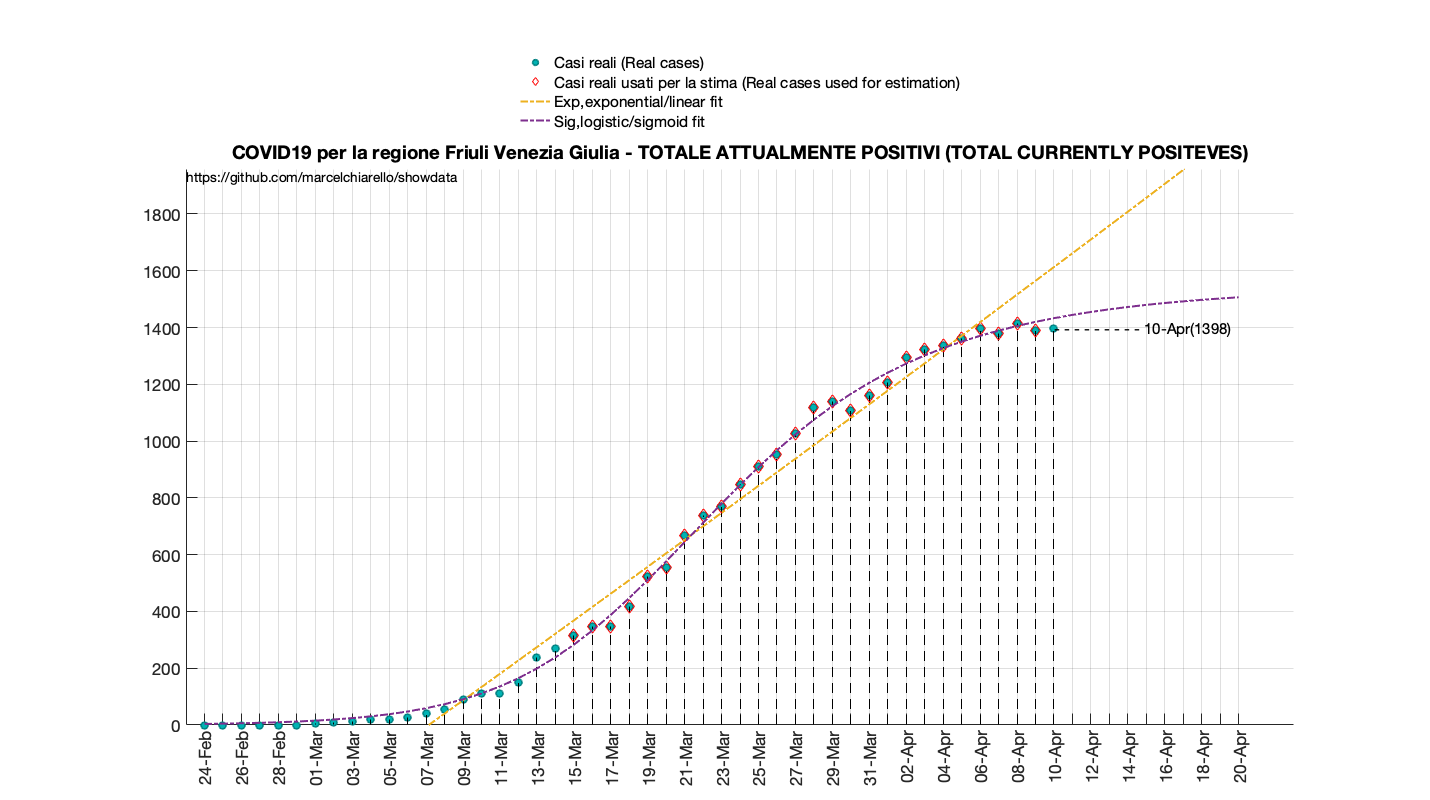 Casi reali (Real cases)
Casi reali usati per la stima (Real cases used for estimation)
Exp,exponential/linear fit
Sig,logistic/sigmoid fit
COVID19 per la regione Friuli Venezia Giulia - TOTALE ATTUALMENTE POSITIVI (TOTAL CURRENTLY POSITEVES)
https://github.com/marcelchiarello/showdata
1800
1600
1400
1200
1000
800
600
400
200
0
10-Apr(1398)
24-Feb
26-Feb
28-Feb
01-Mar
03-Mar
05-Mar
07-Mar
09-Mar
11-Mar
13-Mar
15-Mar
17-Mar
19-Mar
21-Mar
23-Mar
25-Mar
27-Mar
29-Mar
31-Mar
02-Apr
04-Apr
06-Apr
08-Apr
10-Apr
12-Apr
14-Apr
16-Apr
18-Apr
20-Apr